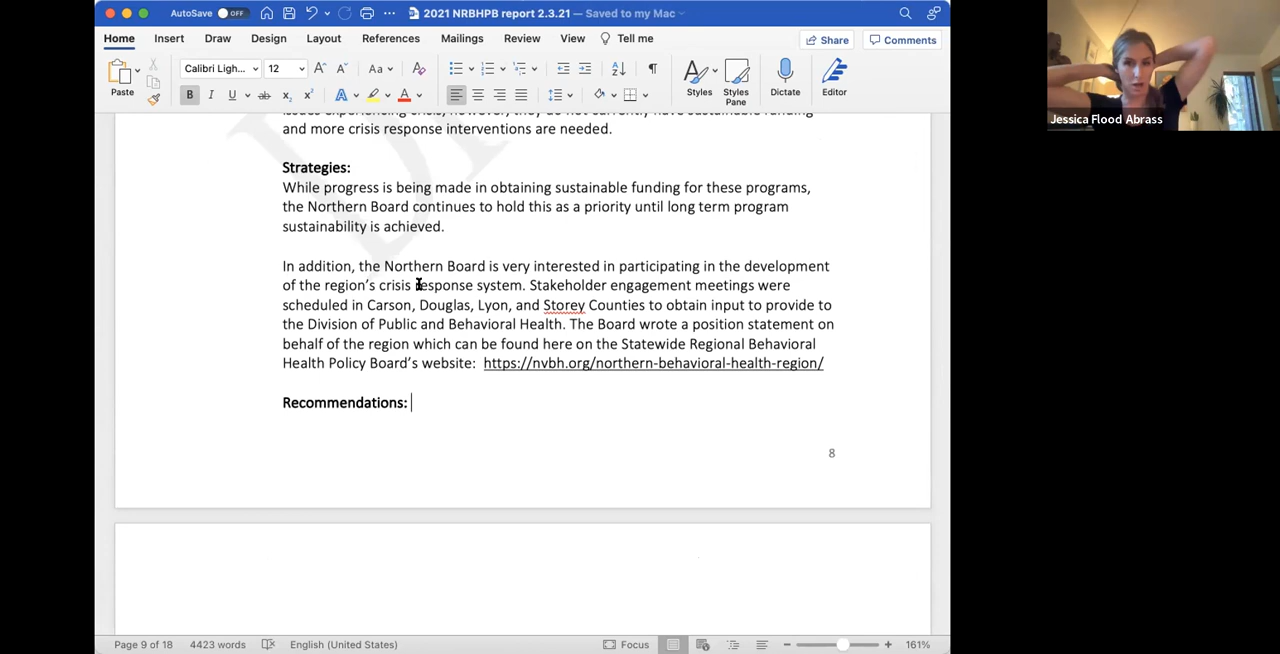 AutoSave OFF 2021 NRBHPB report 2.3.21 — Saved to my Mac
Home Insert Draw Design Layout References Mailings Review View Tell me Share Comments
Paste Calibri Ligh... 12 Styles Styles Pane Dictate Editor
and more crisis response interventions are needed.
Strategies:
While progress is being made in obtaining sustainable funding for these programs,
the Northern Board continues to hold this as a priority until long term program
sustainability is achieved.
In addition, the Northern Board is very interested in participating in the development
of the region's crisis response system. Stakeholder engagement meetings were
scheduled in Carson, Douglas, Lyon, and Storey Counties to obtain input to provide to
the Division of Public and Behavioral Health. The Board wrote a position statement on
behalf of the region which can be found here on the Statewide Regional Behavioral
Health Policy Board's website: https://nvbh.org/northern-behavioral-health-region/
Recommendations:
8
Page 9 of 18 4423 words English (United States) Focus 161%
Jessica Flood Abrass